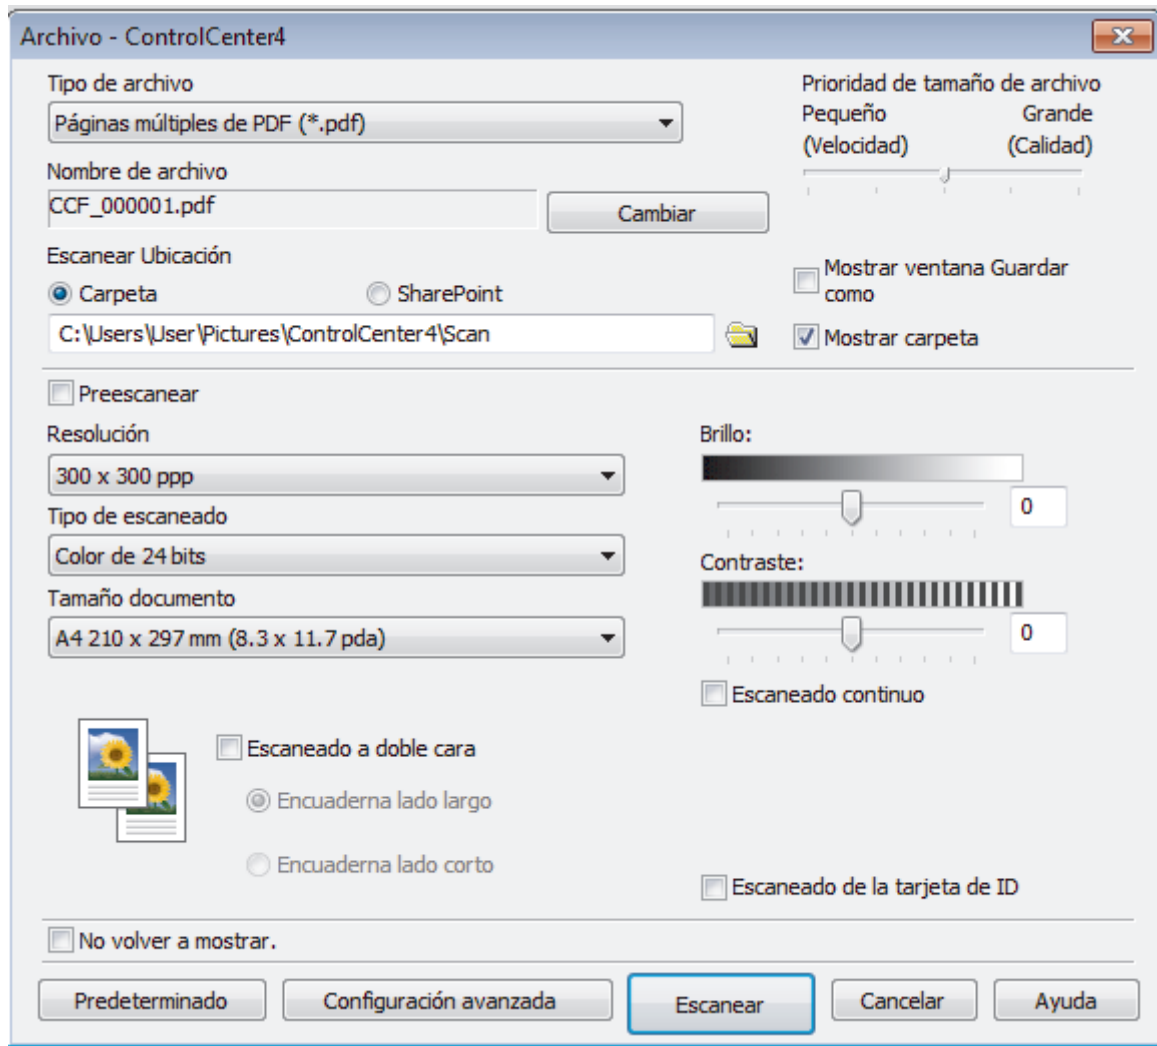 Archivo - ControlCenter4
Tipo de archivo
Páginas múltiples de PDF (*.pdf)
Prioridad de tamaño de archivo
Pequeño Grande
(Velocidad) (Calidad)
Nombre de archivo
CCF_000001.pdf
Cambiar
Escanear Ubicación
Carpeta
SharePoint
C:\Users\User\Pictures\ControlCenter4\Scan
Mostrar ventana Guardar
como
Mostrar carpeta
Preescanear
Resolución
300 x 300 ppp
Tipo de escaneado
Color de 24 bits
Tamaño documento
A4 210 x 297 mm (8.3 x 11.7 pda)
Brillo:
0
Contraste:
0
Escaneado continuo
Escaneado a doble cara
Encuaderna lado largo
Encuaderna lado corto
Escaneado de la tarjeta de ID
No volver a mostrar.
Predeterminado
Configuración avanzada
Escanear
Cancelar
Ayuda